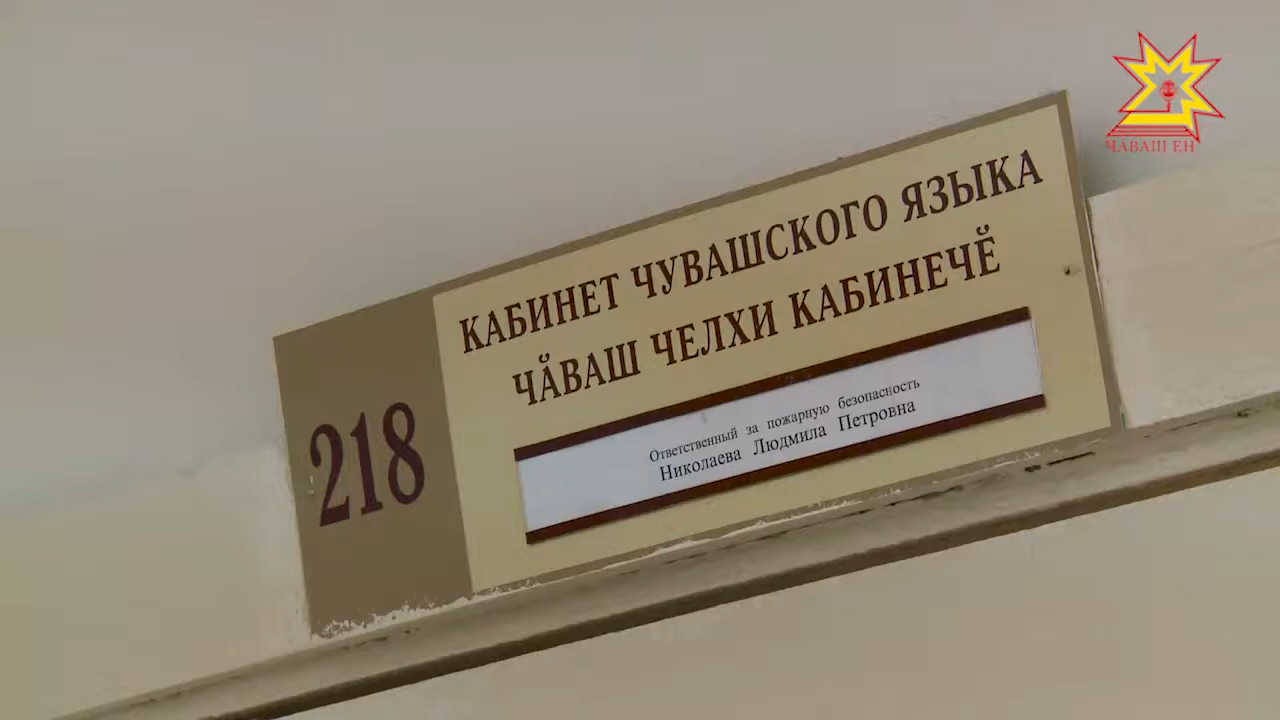 ЧӐВАШ ЕН
КАБИНЕТ ЧУВАШСКОГО ЯЗЫКА
ЧӐВАШ ЧЕЛХИ КАБИНЕЧӖ
218
Ответственный за пожарную безопасность
Николаева Людмила Петровна